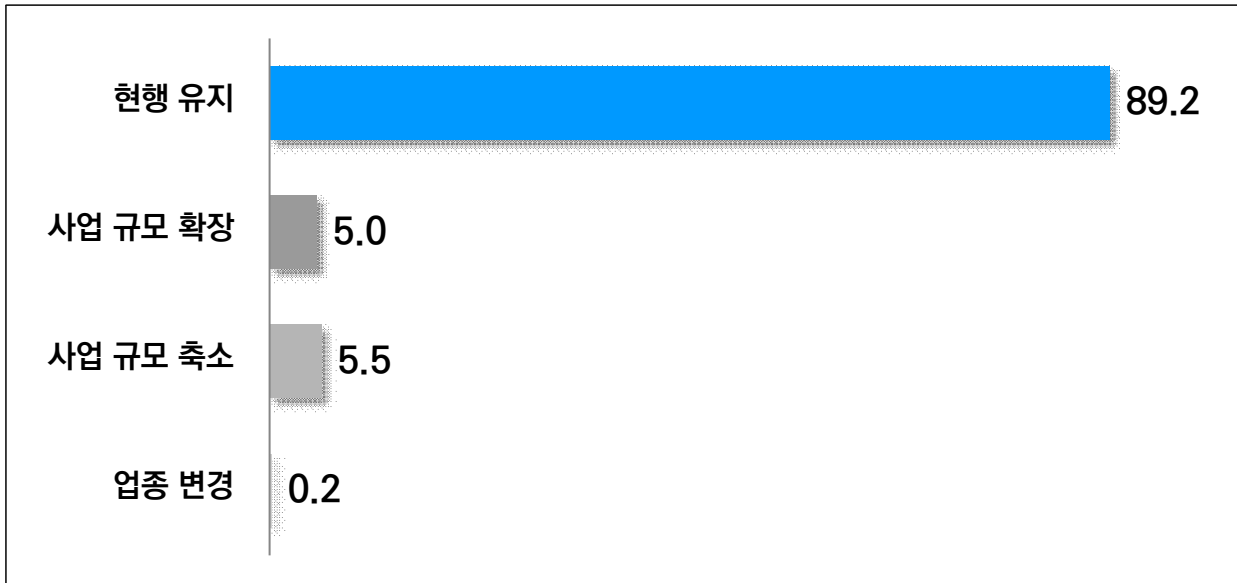 현행 유지 89.2
사업 규모 확장 5.0
사업 규모 축소 5.5
업종 변경 0.2